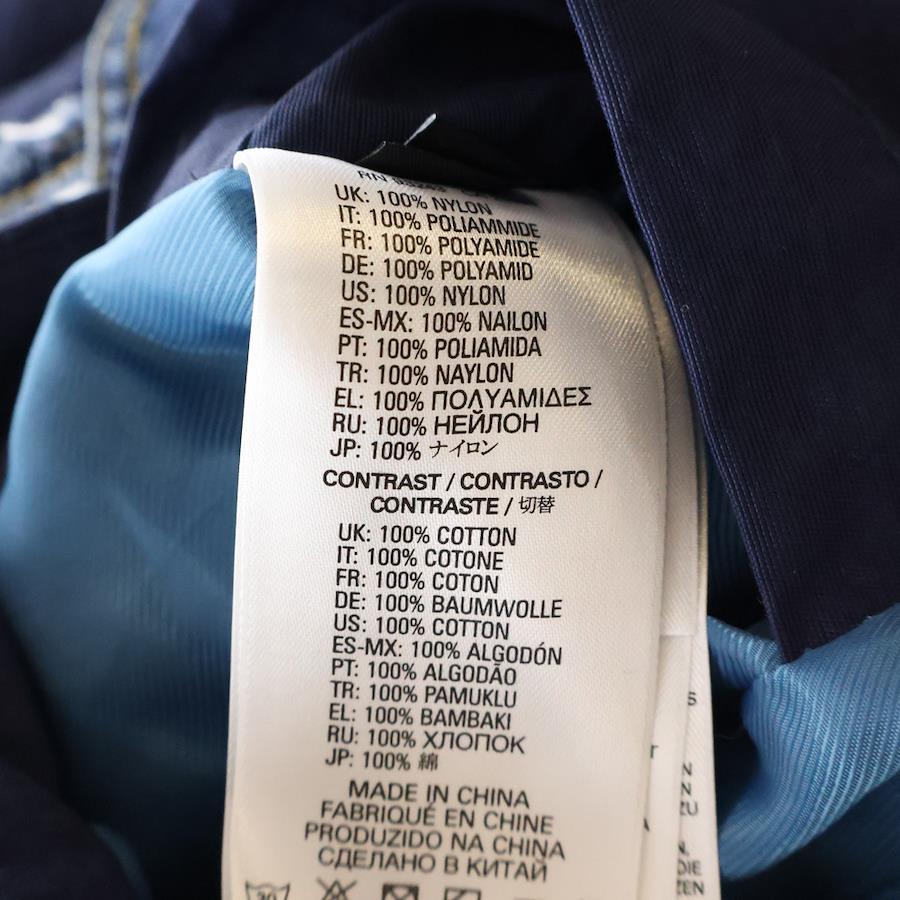 UK: 100% NYLON
IT: 100% POLIAMMIDE
FR: 100% POLYAMIDE
DE: 100% POLYAMID
US: 100% NYLON
ES-MX: 100% NAILON
PT: 100% POLIAMIDA
TR: 100% NAYLON
EL: 100% ΠΟΛΥΑΜΙΔΕΣ
RU: 100% НЕЙЛОН
JP: 100% ナイロン
CONTRAST / CONTRASTO /
CONTRASTE / 切替
UK: 100% COTTON
IT: 100% COTONE
FR: 100% COTON
DE: 100% BAUMWOLLE
US: 100% COTTON
ES-MX: 100% ALGODÓN
PT: 100% ALGODÃO
TR: 100% PAMUKLU
EL: 100% BAMBAKI
RU: 100% ХЛОПОК
JP: 100% 綿
MADE IN CHINA
FABRIQUÉ EN CHINE
PRODUZIDO NA CHINA
СДЕЛАНО В КИТАЙ
30